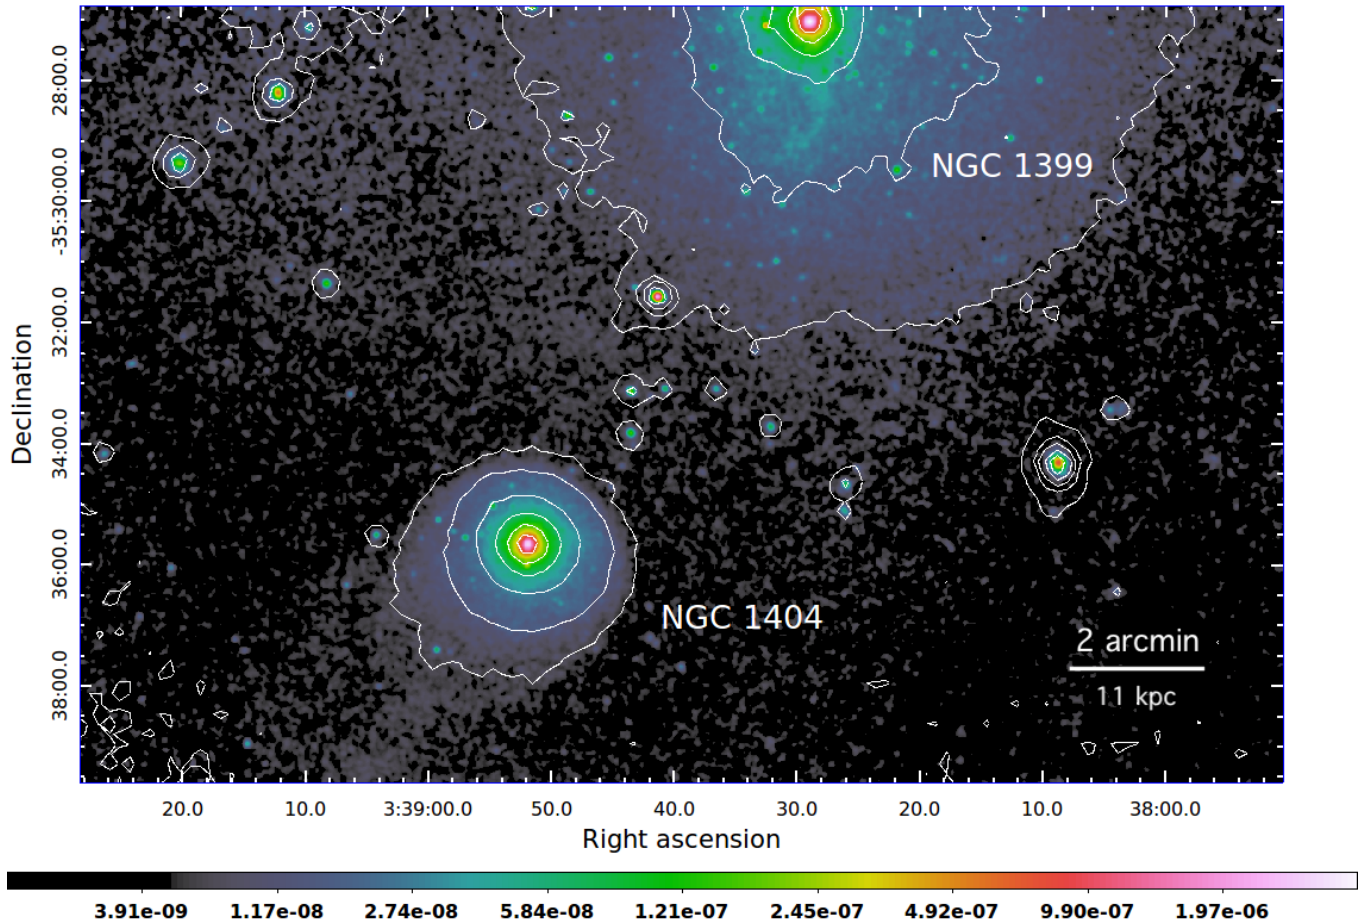 NGC 1399
NGC 1404
2 arcmin
11 kpc
Declination
28:00.0
-35:30:00.0
32:00.0
34:00.0
36:00.0
38:00.0
20.0 10.0 3:39:00.0 50.0 40.0 30.0 20.0 10.0 38:00.0
Right ascension
3.91e-09 1.17e-08 2.74e-08 5.84e-08 1.21e-07 2.45e-07 4.92e-07 9.90e-07 1.97e-06